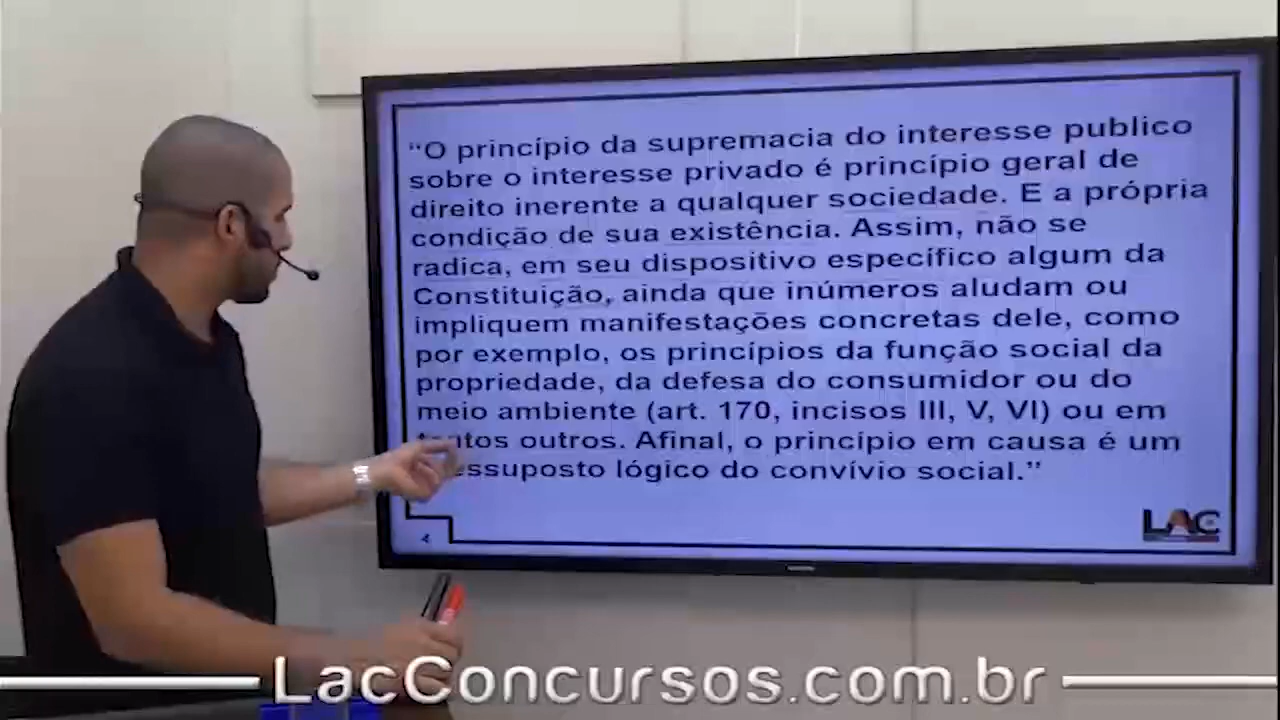 “O princípio da supremacia do interesse publico
sobre o interesse privado é princípio geral de
direito inerente a qualquer sociedade. E a própria
condição de sua existência. Assim, não se
radica, em seu dispositivo específico algum da
Constituição, ainda que inúmeros aludam ou
impliquem manifestações concretas dele, como
por exemplo, os princípios da função social da
propriedade, da defesa do consumidor ou do
meio ambiente (art. 170, incisos III, V, VI) ou em
outros. Afinal, o princípio em causa é um
lógico do convívio social.”
4
LAC
LacConcursos.com.br